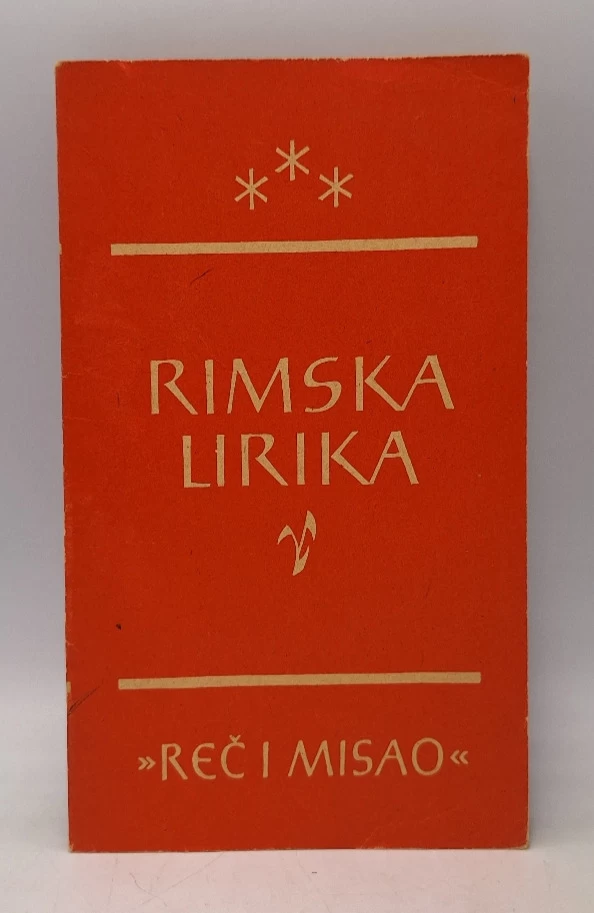 * * *
RIMSKA
LIRIKA
»REČ I MISAO«